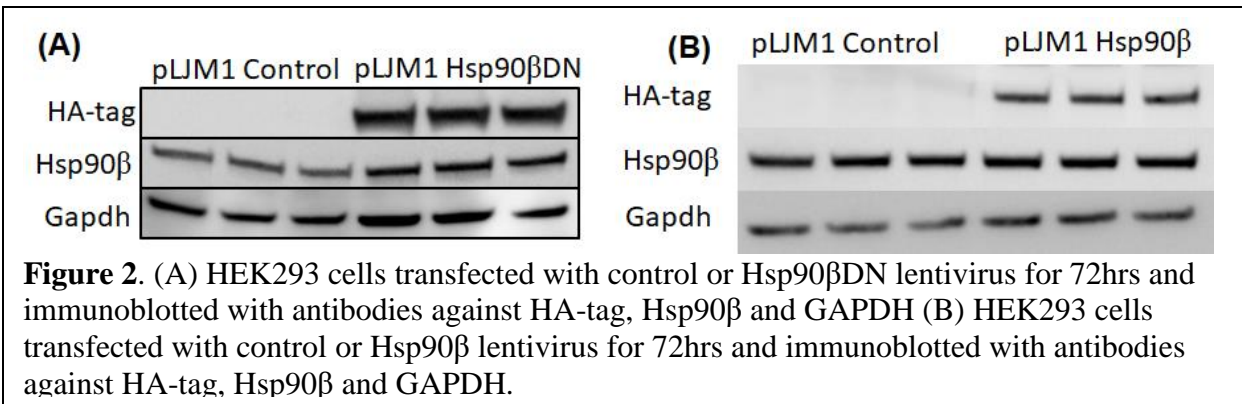 (A)
pLJM1 Control pLJM1 Hsp90βDN
HA-tag
Hsp90β
Gapdh
(B)
pLJM1 Control pLJM1 Hsp90β
HA-tag
Hsp90β
Gapdh
Figure 2. (A) HEK293 cells transfected with control or Hsp90βDN lentivirus for 72hrs and
immunoblotted with antibodies against HA-tag, Hsp90β and GAPDH (B) HEK293 cells
transfected with control or Hsp90β lentivirus for 72hrs and immunoblotted with antibodies
against HA-tag, Hsp90β and GAPDH.